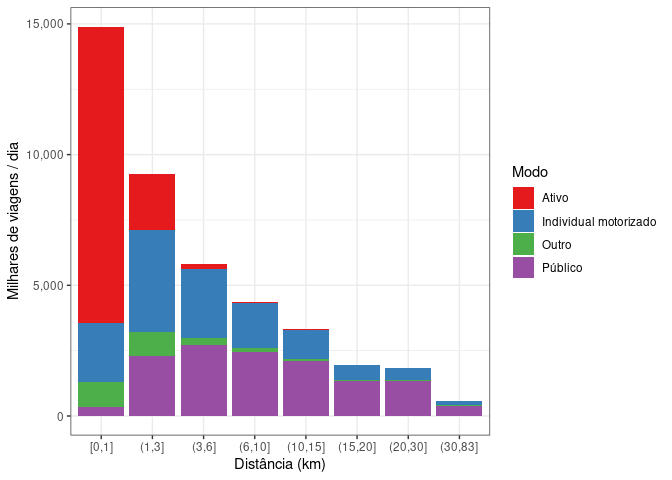 15,000
10,000
5,000
0
Milhares de viagens / dia
[0,1]
(1,3]
(3,6]
(6,10]
(10,15]
(15,20]
(20,30]
(30,83]
Distância (km)
Modo
Ativo
Individual motorizado
Outro
Público